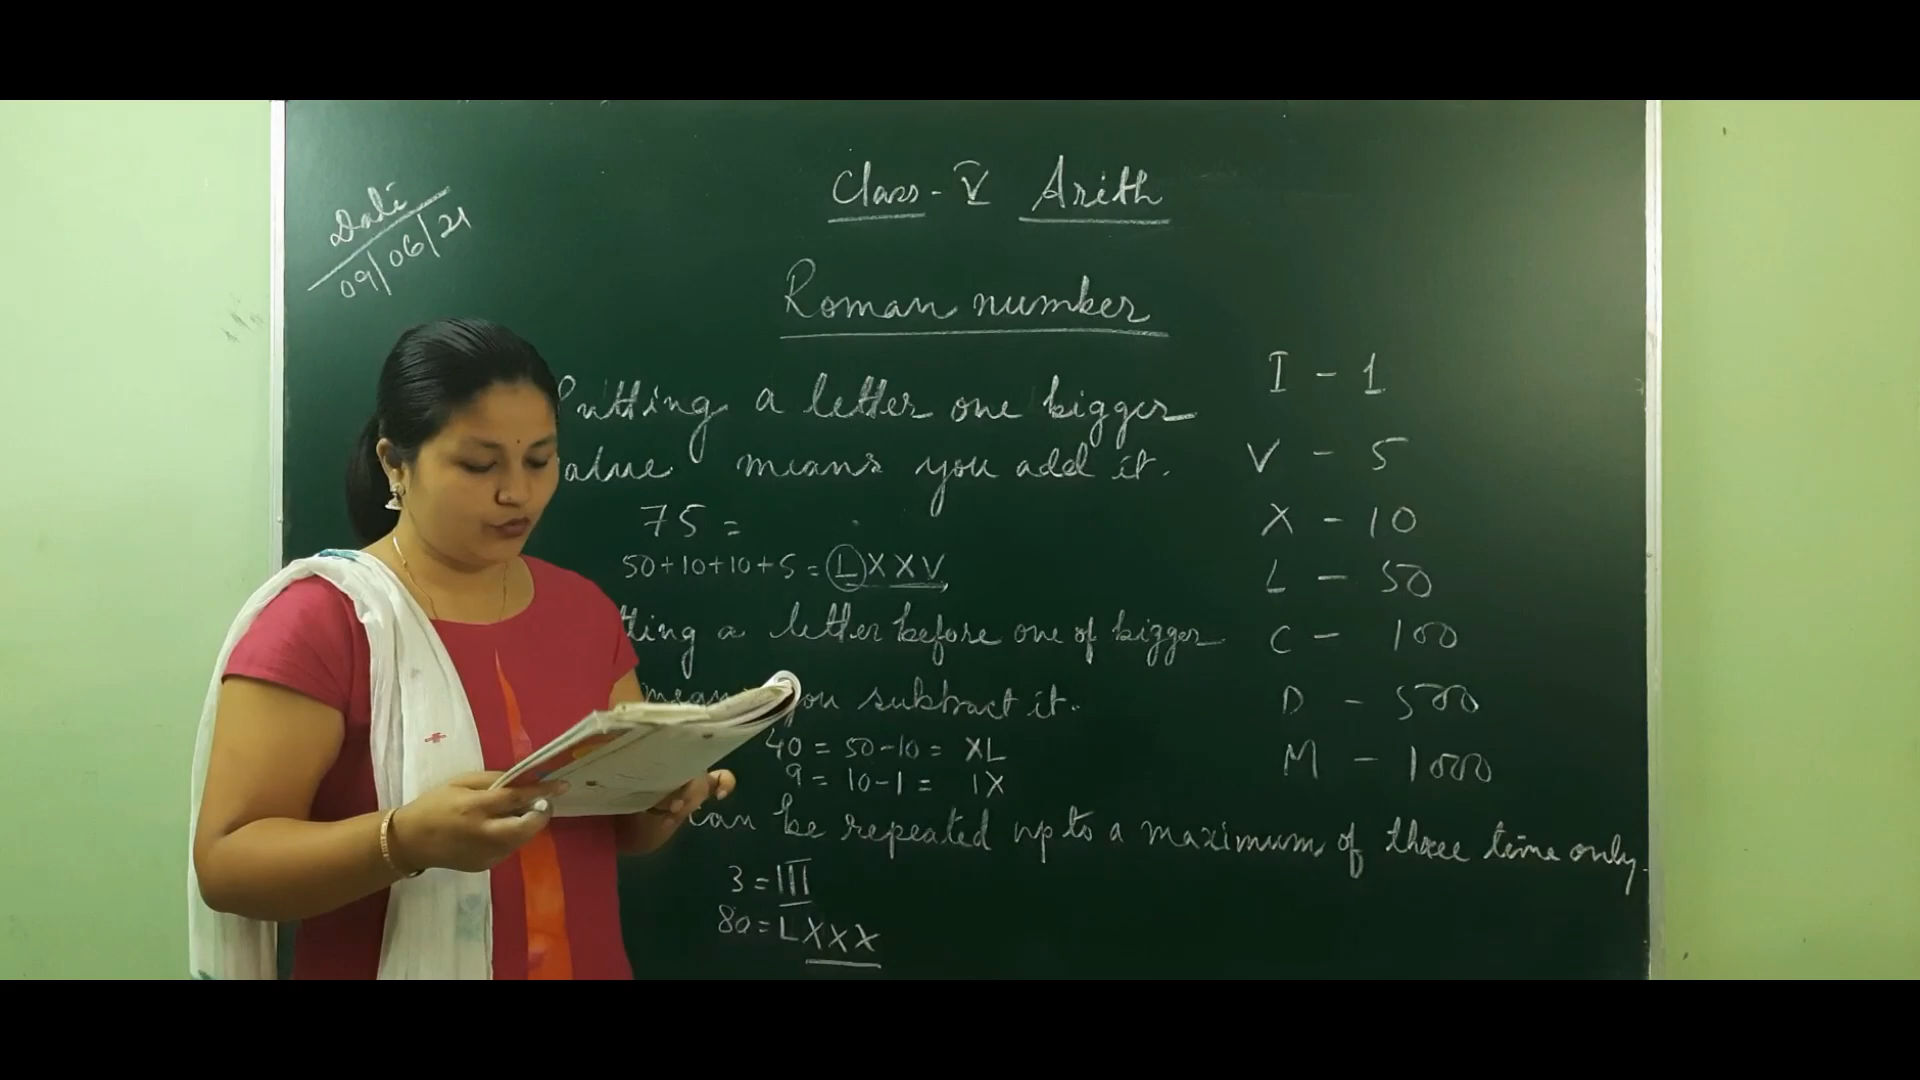 Date
09/06/21
Class - V Arith
Roman number
Putting a letter one bigger
value means you add it.
75 =
50+10+10+5 = LXXV
tting a letter before one of bigger
means you subtract it.
40 = 50-10 = XL
9 = 10-1 = IX
can be repeated up to a maximum of three time only.
3 = III
80 = LXXX
I - 1
V - 5
X - 10
L - 50
C - 100
D - 500
M - 1000